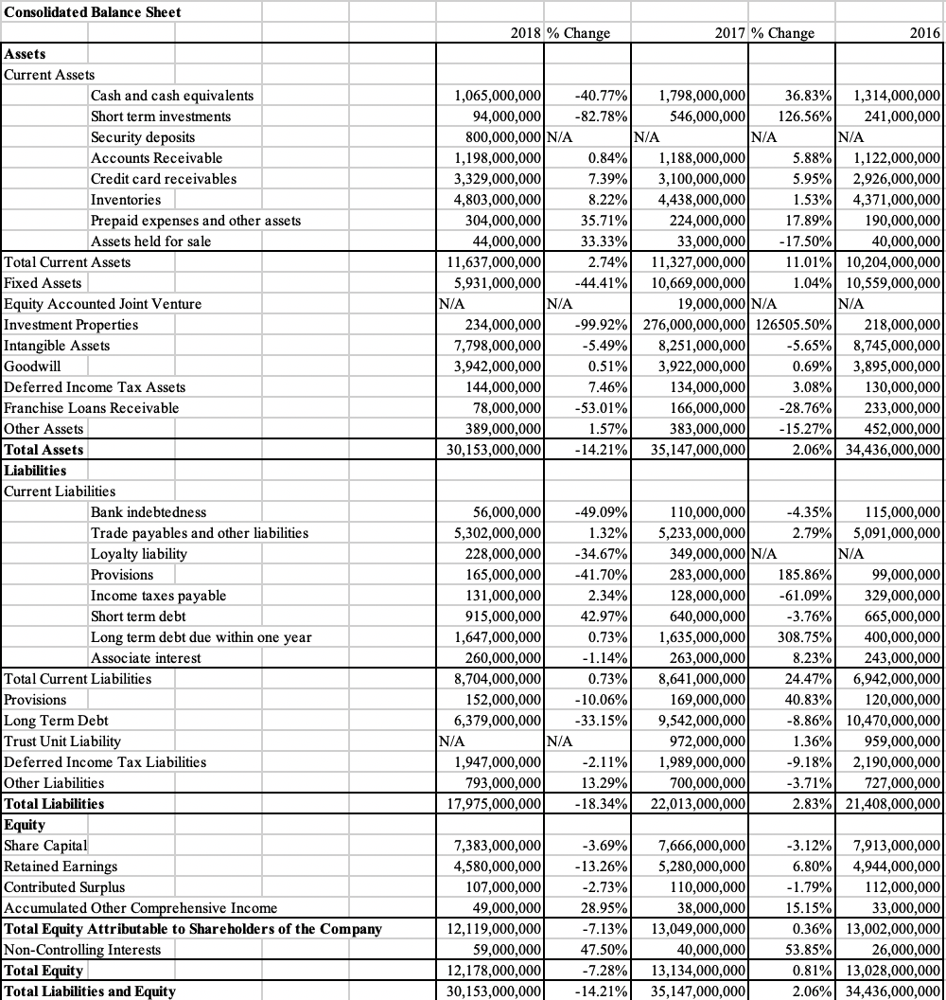 Consolidated Balance Sheet
2018 % Change 2017 % Change 2016
Assets
Current Assets
Cash and cash equivalents 1,065,000,000 -40.77% 1,798,000,000 36.83% 1,314,000,000
Short term investments 94,000,000 -82.78% 546,000,000 126.56% 241,000,000
Security deposits 800,000,000 N/A N/A N/A N/A
Accounts Receivable 1,198,000,000 0.84% 1,188,000,000 5.88% 1,122,000,000
Credit card receivables 3,329,000,000 7.39% 3,100,000,000 5.95% 2,926,000,000
Inventories 4,803,000,000 8.22% 4,438,000,000 1.53% 4,371,000,000
Prepaid expenses and other assets 304,000,000 35.71% 224,000,000 17.89% 190,000,000
Assets held for sale 44,000,000 33.33% 33,000,000 -17.50% 40,000,000
Total Current Assets 11,637,000,000 2.74% 11,327,000,000 11.01% 10,204,000,000
Fixed Assets 5,931,000,000 -44.41% 10,669,000,000 1.04% 10,559,000,000
Equity Accounted Joint Venture N/A N/A 19,000,000 N/A N/A
Investment Properties 234,000,000 -99.92% 276,000,000,000 126505.50% 218,000,000
Intangible Assets 7,798,000,000 -5.49% 8,251,000,000 -5.65% 8,745,000,000
Goodwill 3,942,000,000 0.51% 3,922,000,000 0.69% 3,895,000,000
Deferred Income Tax Assets 144,000,000 7.46% 134,000,000 3.08% 130,000,000
Franchise Loans Receivable 78,000,000 -53.01% 166,000,000 -28.76% 233,000,000
Other Assets 389,000,000 1.57% 383,000,000 -15.27% 452,000,000
Total Assets 30,153,000,000 -14.21% 35,147,000,000 2.06% 34,436,000,000
Liabilities
Current Liabilities
Bank indebtedness 56,000,000 -49.09% 110,000,000 -4.35% 115,000,000
Trade payables and other liabilities 5,302,000,000 1.32% 5,233,000,000 2.79% 5,091,000,000
Loyalty liability 228,000,000 -34.67% 349,000,000 N/A N/A
Provisions 165,000,000 -41.70% 283,000,000 185.86% 99,000,000
Income taxes payable 131,000,000 2.34% 128,000,000 -61.09% 329,000,000
Short term debt 915,000,000 42.97% 640,000,000 -3.76% 665,000,000
Long term debt due within one year 1,647,000,000 0.73% 1,635,000,000 308.75% 400,000,000
Associate interest 260,000,000 -1.14% 263,000,000 8.23% 243,000,000
Total Current Liabilities 8,704,000,000 0.73% 8,641,000,000 24.47% 6,942,000,000
Provisions 152,000,000 -10.06% 169,000,000 40.83% 120,000,000
Long Term Debt 6,379,000,000 -33.15% 9,542,000,000 -8.86% 10,470,000,000
Trust Unit Liability N/A N/A 972,000,000 1.36% 959,000,000
Deferred Income Tax Liabilities 1,947,000,000 -2.11% 1,989,000,000 -9.18% 2,190,000,000
Other Liabilities 793,000,000 13.29% 700,000,000 -3.71% 727,000,000
Total Liabilities 17,975,000,000 -18.34% 22,013,000,000 2.83% 21,408,000,000
Equity
Share Capital 7,383,000,000 -3.69% 7,666,000,000 -3.12% 7,913,000,000
Retained Earnings 4,580,000,000 -13.26% 5,280,000,000 6.80% 4,944,000,000
Contributed Surplus 107,000,000 -2.73% 110,000,000 -1.79% 112,000,000
Accumulated Other Comprehensive Income 49,000,000 28.95% 38,000,000 15.15% 33,000,000
Total Equity Attributable to Shareholders of the Company 12,119,000,000 -7.13% 13,049,000,000 0.36% 13,002,000,000
Non-Controlling Interests 59,000,000 47.50% 40,000,000 53.85% 26,000,000
Total Equity 12,178,000,000 -7.28% 13,134,000,000 0.81% 13,028,000,000
Total Liabilities and Equity 30,153,000,000 -14.21% 35,147,000,000 2.06% 34,436,000,000